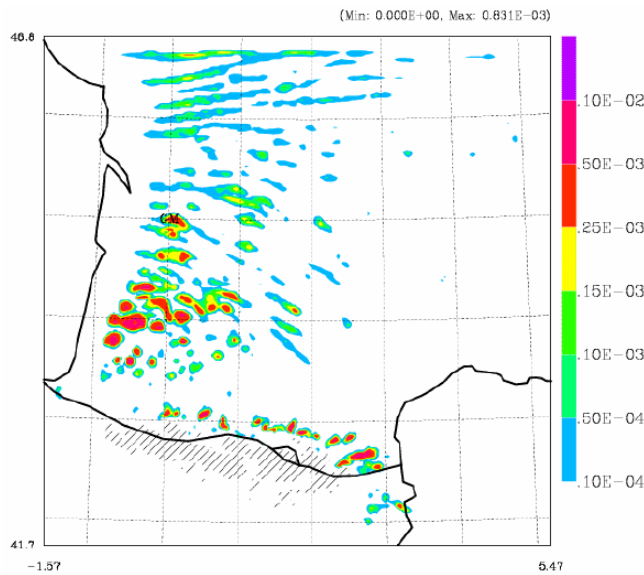 (Min: 0.000E+00, Max: 0.831E-03)
46.8
.10E-02
.50E-03
GM
.25E-03
.15E-03
.10E-03
.50E-04
.10E-04
41.7
-1.57
5.47